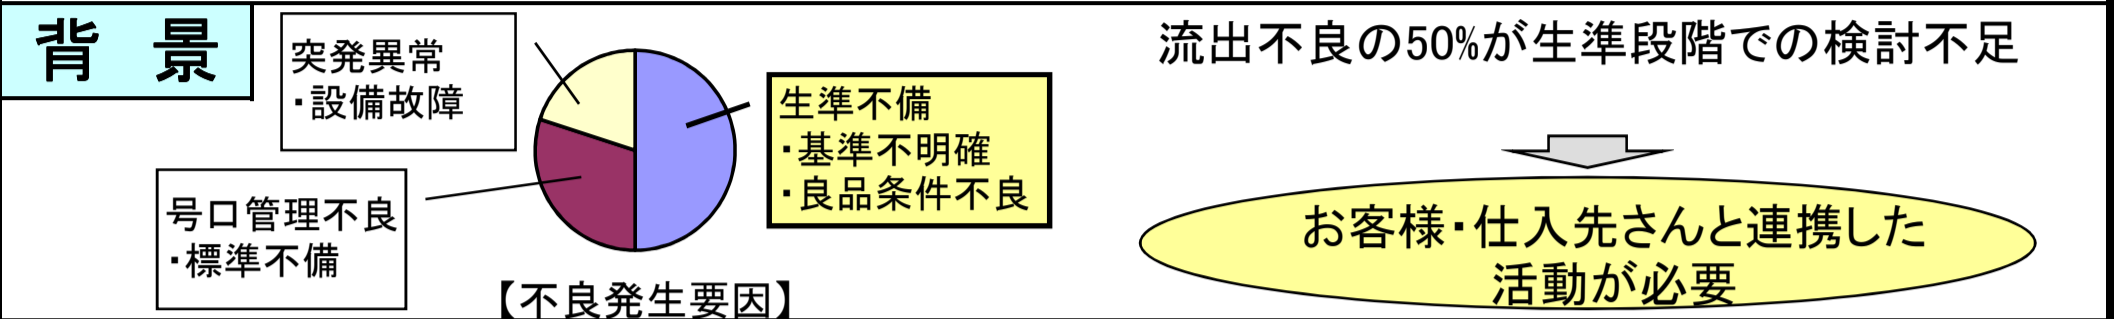 背 景
突発異常
・設備故障
号口管理不良
・標準不備
生準不備
・基準不明確
・良品条件不良
【不良発生要因】
流出不良の50%が生準段階での検討不足
お客様・仕入先さんと連携した
活動が必要